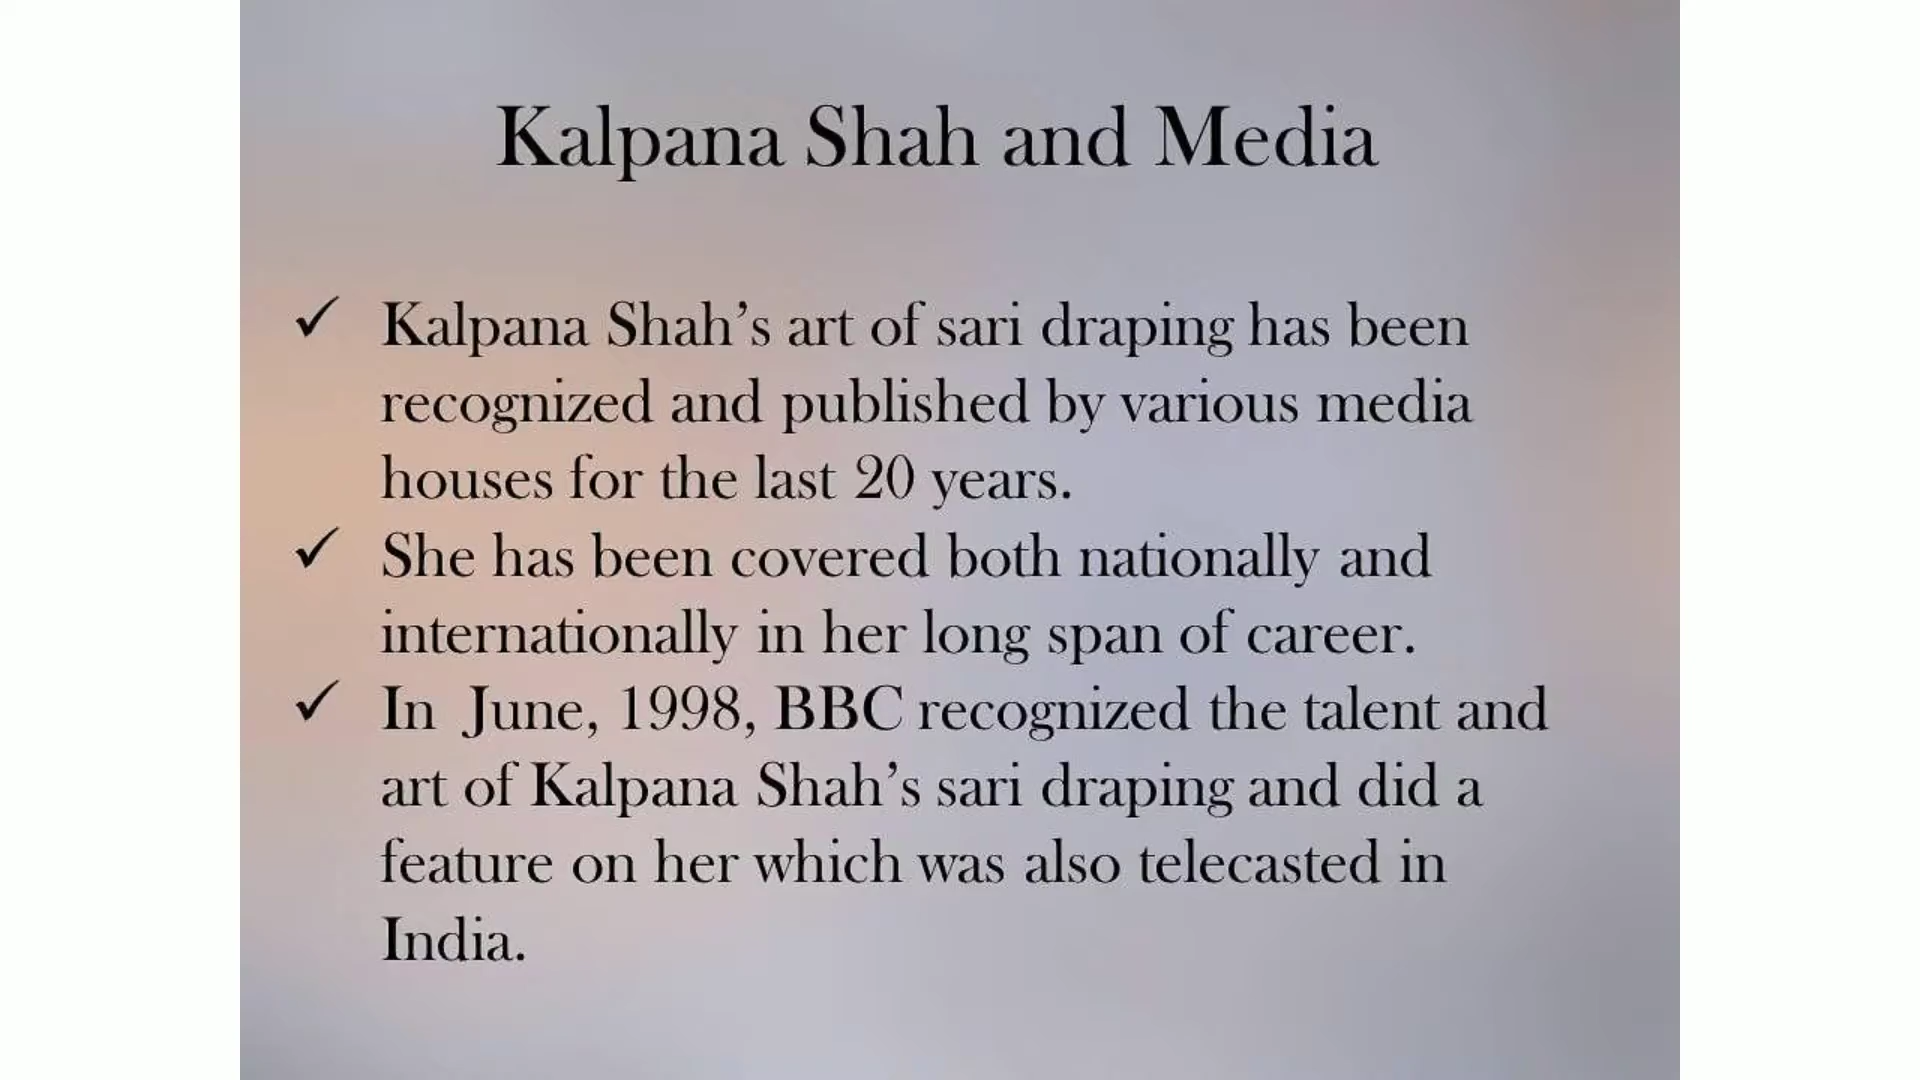 Kalpana Shah and Media
✓ Kalpana Shah’s art of sari draping has been
recognized and published by various media
houses for the last 20 years.
✓ She has been covered both nationally and
internationally in her long span of career.
✓ In June, 1998, BBC recognized the talent and
art of Kalpana Shah’s sari draping and did a
feature on her which was also telecasted in
India.